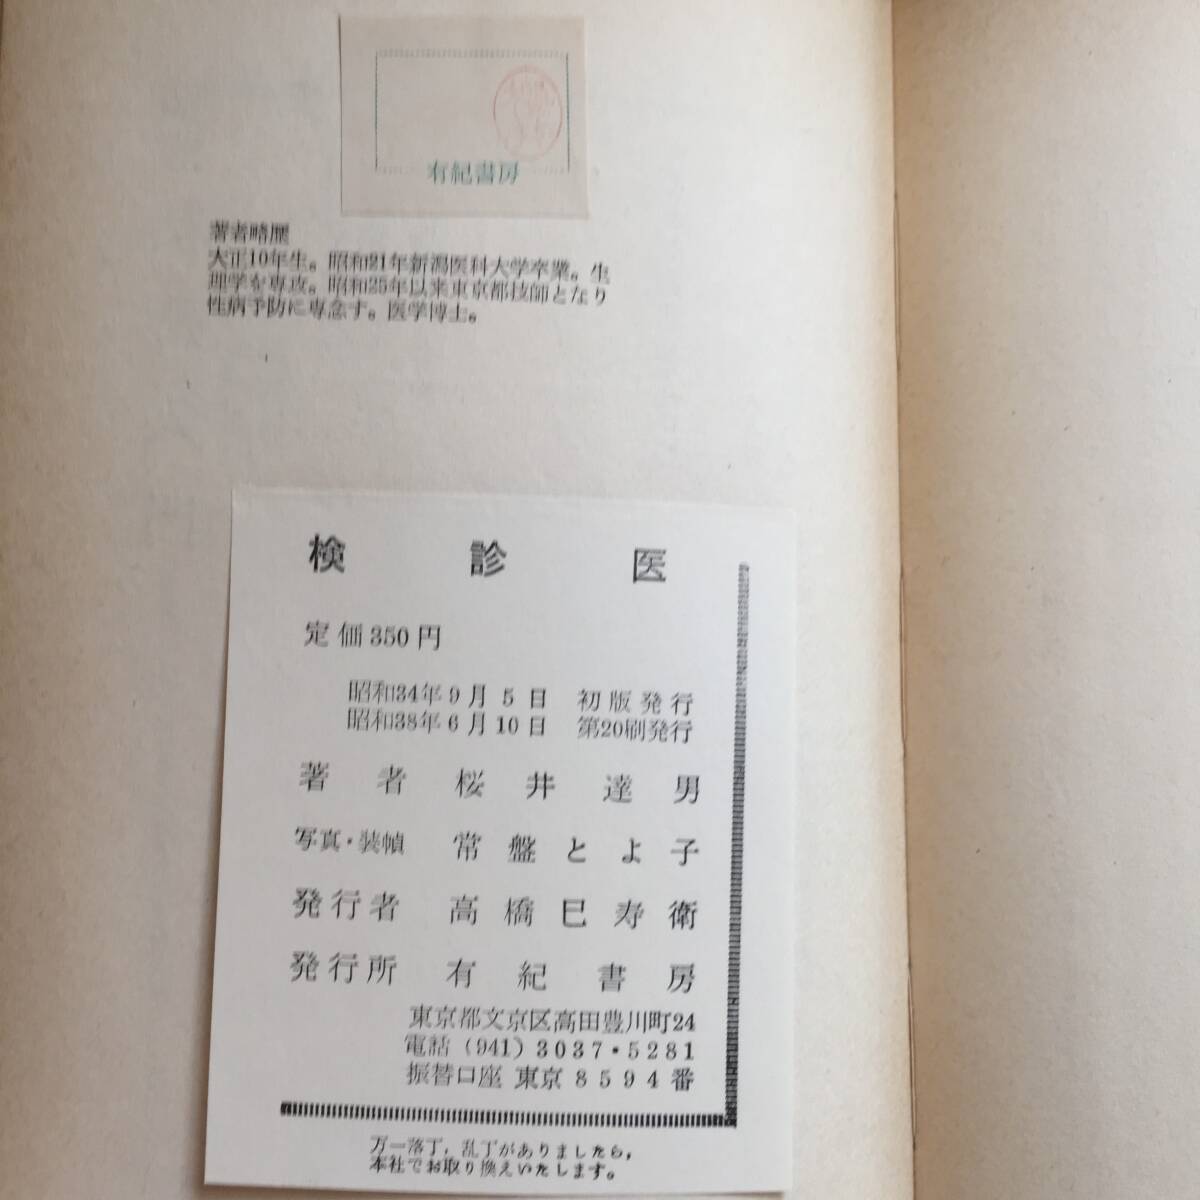 有紀書房
著者略歴
大正10年生。昭和21年新潟医科大学卒業。生
理学を専攻。昭和25年以来東京都技師となり
性病予防に専念す。医学博士。
検診医
定価350円
昭和34年9月5日 初版発行
昭和38年6月10日 第20刷発行
著者 桜井達男
写真・装幀 常盤とよ子
発行者 高橋巳寿衛
発行所 有紀書房
東京都文京区高田豊川町24
電話（941）3037・5281
振替口座 東京8594番
万一落丁，乱丁がありましたら，
本社でお取り換えいたします。